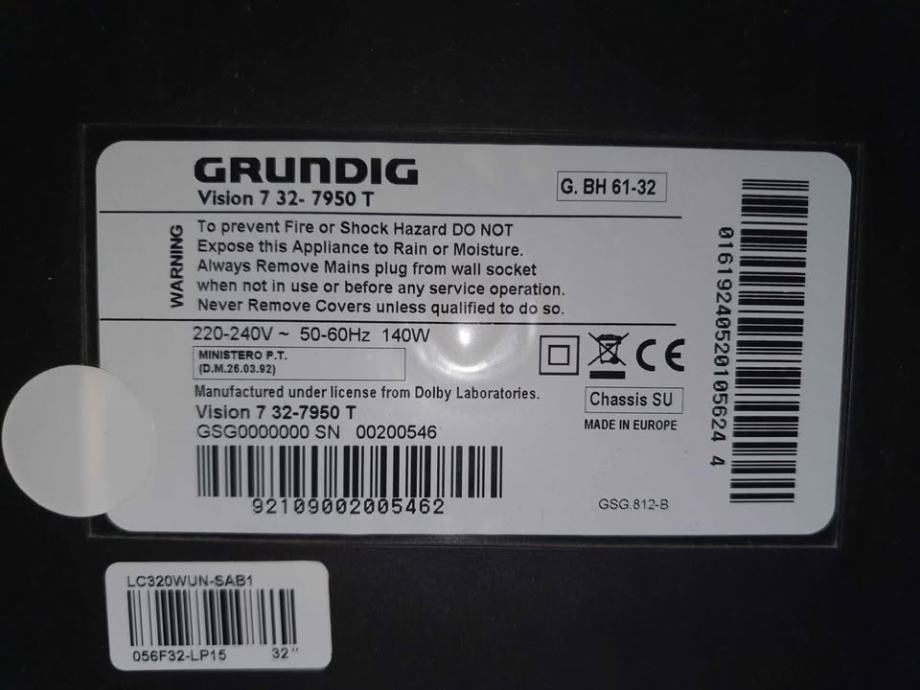 GRUNDIG
Vision 7 32- 7950 T
G. BH 61-32
WARNING
To prevent Fire or Shock Hazard DO NOT
Expose this Appliance to Rain or Moisture.
Always Remove Mains plug from wall socket
when not in use or before any service operation.
Never Remove Covers unless qualified to do so.
220-240V ~ 50-60Hz 140W
MINISTERO P.T.
(D.M.26.03.92)
Manufactured under license from Dolby Laboratories.
Vision 7 32-7950 T
GSG0000000 SN 00200546
92109002005462
CE
Chassis SU
MADE IN EUROPE
GSG.812-B
01619240520105624 4
LC320WUN-SAB1
056F32-LP15 32"